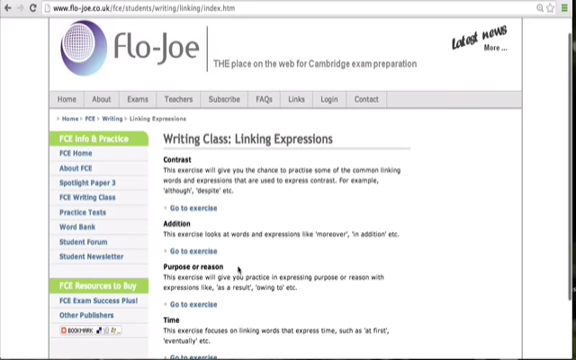 www.flo-joe.co.uk/fce/students/writing/linking/index.htm
Flo-Joe
THE place on the web for Cambridge exam preparation
Latest news
More ...
Home About Exams Teachers Subscribe FAQs Links Login Contact
Home FCE Writing Linking Expressions
FCE Info & Practice
FCE Home
About FCE
Spotlight Paper 3
FCE Writing Class
Practice Tests
Word Bank
Student Forum
Student Newsletter
FCE Resources to Buy
FCE Exam Success Plus!
Other Publishers
BOOKMARK
Writing Class: Linking Expressions
Contrast
This exercise will give you the chance to practise some of the common linking
words and expressions that are used to express contrast. For example,
'although', 'despite' etc.
Go to exercise
Addition
This exercise looks at words and expressions like 'moreover', 'in addition' etc.
Go to exercise
Purpose or reason
This exercise will give you practice in expressing purpose or reason with
expressions like, 'as a result', 'owing to' etc.
Go to exercise
Time
This exercise focuses on linking words that express time, such as 'at first',
'eventually' etc.
Go to exercise